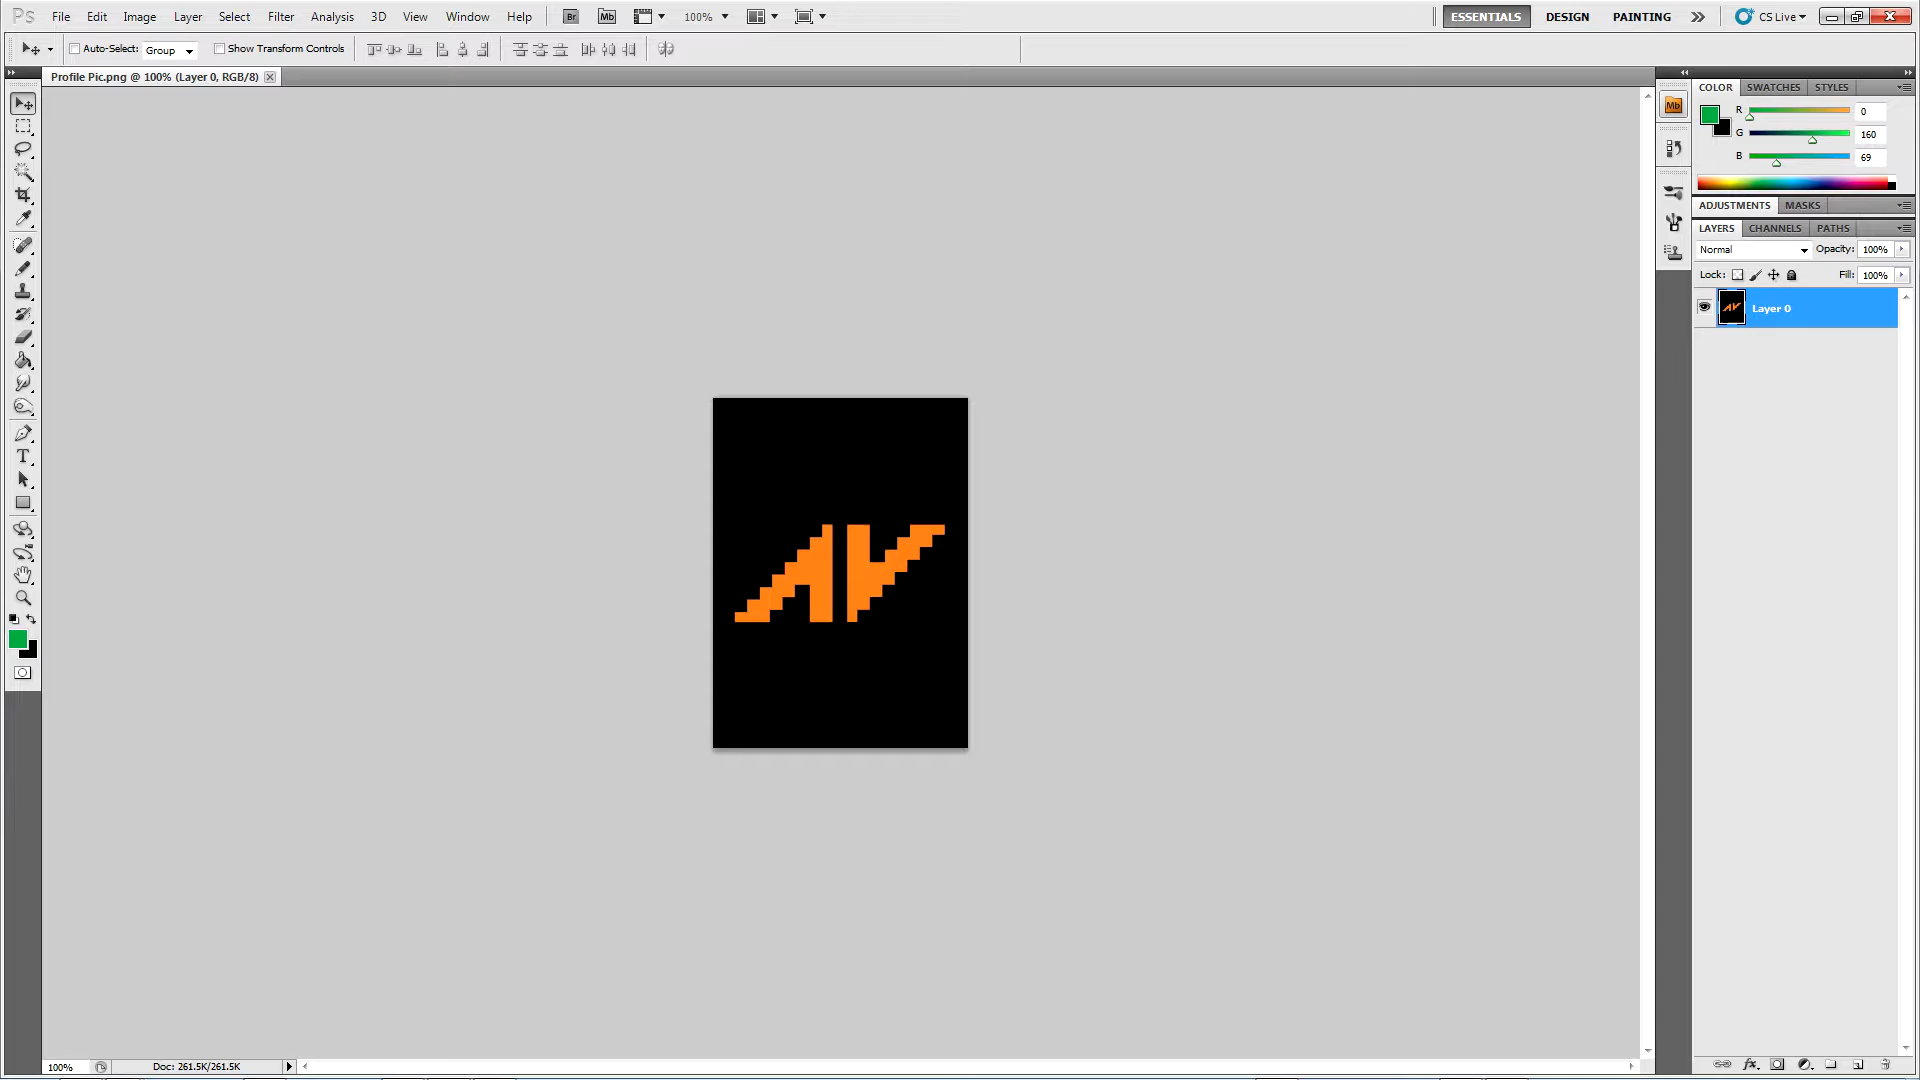 Ps File Edit Image Layer Select Filter Analysis 3D View Window Help Br Mb 100% ESSENTIALS DESIGN PAINTING CS Live
Auto-Select: Group Show Transform Controls
Profile Pic.png @ 100% (Layer 0, RGB/8)
Mb
COLOR SWATCHES STYLES
R 0
G 160
B 69
ADJUSTMENTS MASKS
LAYERS CHANNELS PATHS
Normal Opacity: 100%
Lock: Fill: 100%
Layer 0
T
AV
100% Doc: 261.5K/261.5K
fx